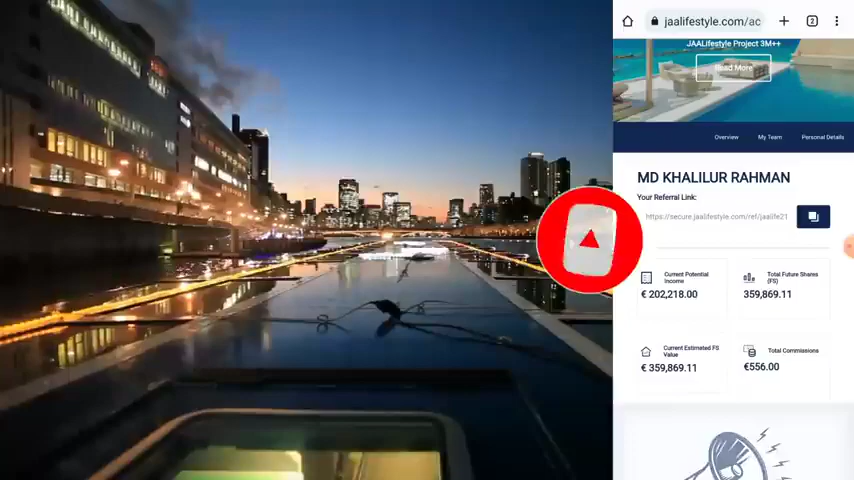 jaalifestyle.com/ac
2
JAALifestyle Project 3M++
Read More
Overview
My Team
Personal Details
MD KHALILUR RAHMAN
Your Referral Link:
https://secure.jaalifestyle.com/ref/jaalife21
Current Potential
Income
€ 202,218.00
Total Future Shares
(FS)
359,869.11
Current Estimated FS
Value
€ 359,869.11
Total Commissions
€556.00